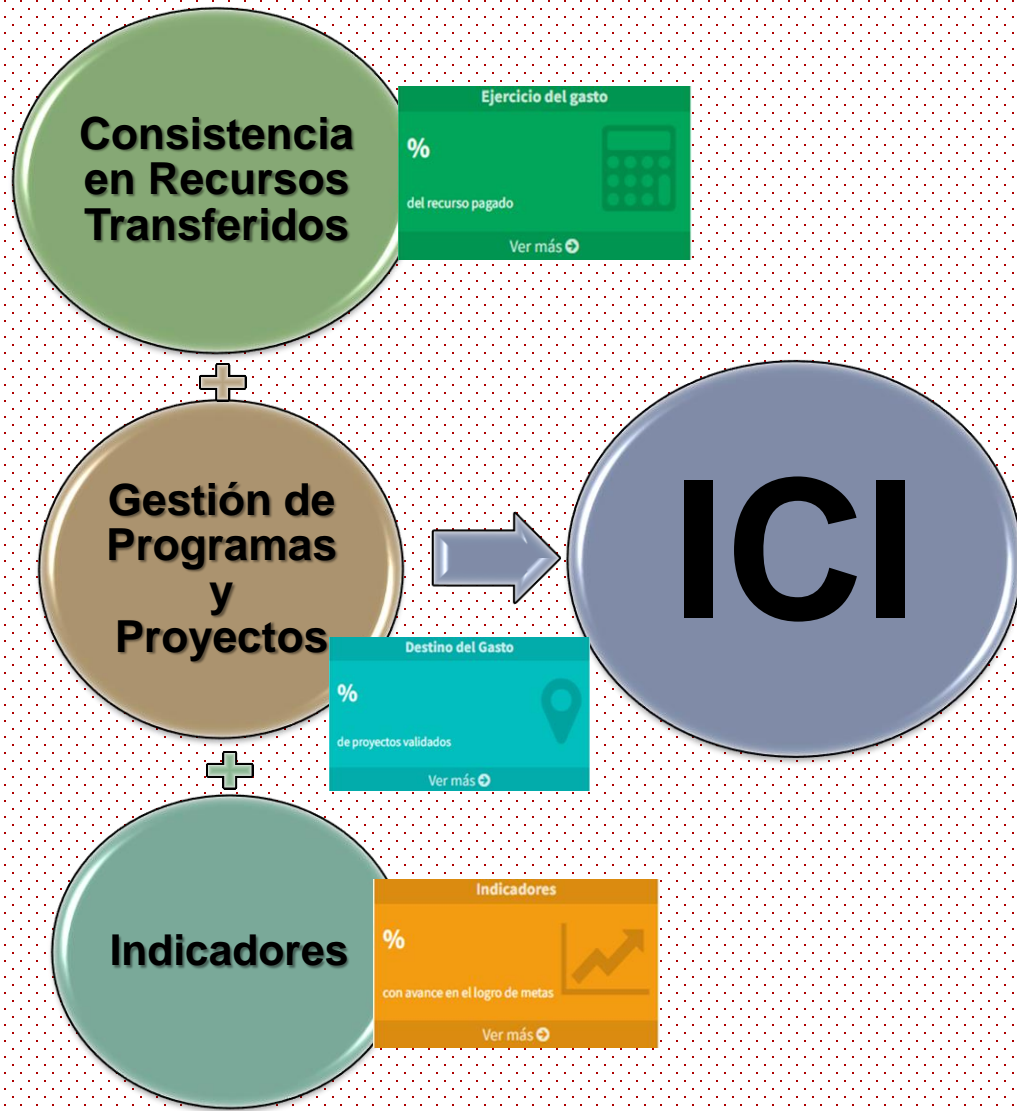 Consistencia
en Recursos
Transferidos
Ejercicio del gasto
%
del recurso pagado
Ver más
Gestión de
Programas
y
Proyectos
ICI
Destino del Gasto
%
de proyectos validados
Ver más
Indicadores
Indicadores
%
con avance en el logro de metas
Ver más